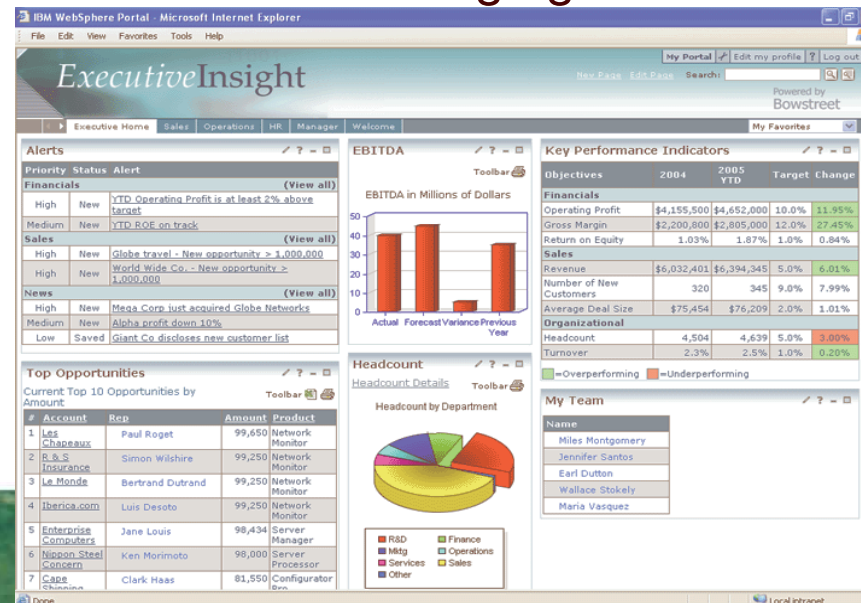 IBM WebSphere Portal - Microsoft Internet Explorer
File Edit View Favorites Tools Help
My Portal Edit my profile ? Log out
ExecutiveInsight
New Page Edit Page Search:
Powered by
Bowstreet
Executive Home Sales Operations HR Manager Welcome
My Favorites
Alerts
Priority Status Alert
Financials (View all)
High New YTD Operating Profit is at least 2% above
target
Medium New YTD ROE on track
Sales (View all)
High New Globe travel - New opportunity > 1,000,000
High New World Wide Co. - New opportunity >
1,000,000
News (View all)
High New Mega Corp just acquired Globe Networks
Medium New Alpha profit down 10%
Low Saved Giant Co discloses new customer list
Top Opportunities
Current Top 10 Opportunities by
Amount
Toolbar
# Account Rep Amount Product
1 Les Chapeaux Paul Roget 99,650 Network Monitor
2 R & S Insurance Simon Wilshire 99,250 Network Monitor
3 Le Monde Bertrand Dutrand 99,250 Network Monitor
4 Iberica.com Luis Desoto 99,250 Network Monitor
5 Enterprise Computers Jane Louis 98,434 Server Manager
6 Nippon Steel Concern Ken Morimoto 98,000 Server Processor
7 Cape Shipping Clark Haas 81,550 Configurator Pro
EBITDA
Toolbar
EBITDA in Millions of Dollars
50
40
30
20
10
0
Actual Forecast Variance Previous
Year
Headcount
Headcount Details Toolbar
Headcount by Department
R&D Finance
Mktg Operations
Services Sales
Other
Key Performance Indicators
Objectives 2004 2005 YTD Target Change
Financials
Operating Profit $4,155,500 $4,652,000 10.0% 11.95%
Gross Margin $2,200,800 $2,805,000 12.0% 27.45%
Return on Equity 1.03% 1.87% 1.0% 0.84%
Sales
Revenue $6,032,401 $6,394,345 5.0% 6.01%
Number of New Customers 320 345 9.0% 7.99%
Average Deal Size $75,454 $76,209 2.0% 1.01%
Organizational
Headcount 4,504 4,639 5.0% 3.00%
Turnover 2.3% 2.5% 1.0% 0.20%
=Overperforming =Underperforming
My Team
Name
Miles Montgomery
Jennifer Santos
Earl Dutton
Wallace Stokely
Maria Vasquez
Done
Local intranet